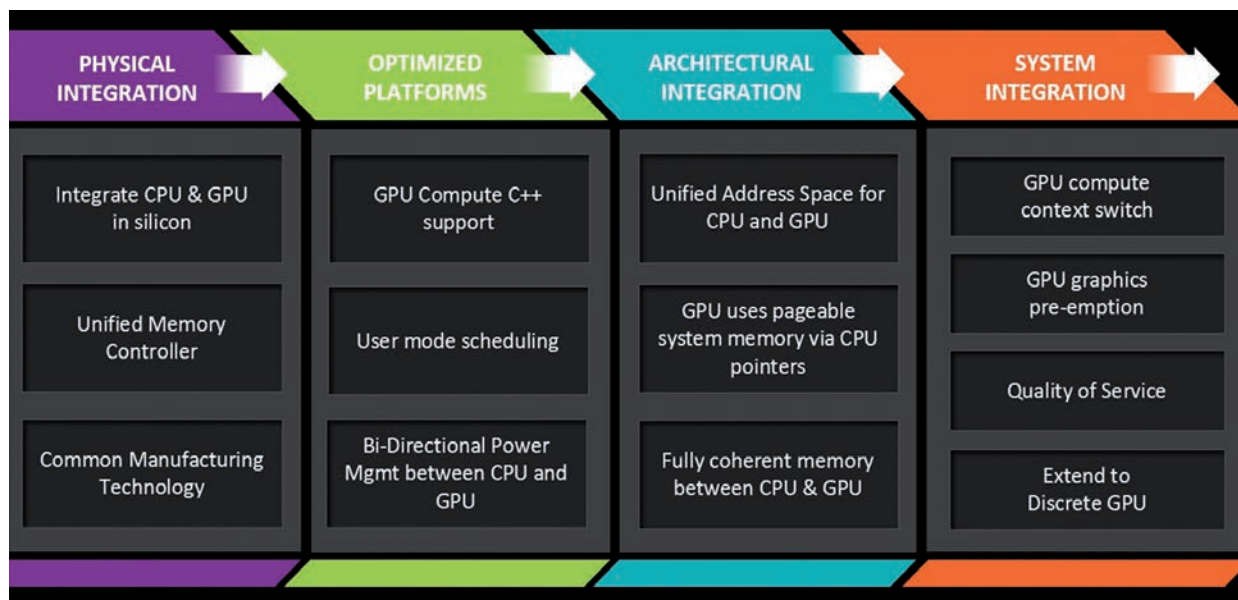 PHYSICAL
INTEGRATION
OPTIMIZED
PLATFORMS
ARCHITECTURAL
INTEGRATION
SYSTEM
INTEGRATION
Integrate CPU & GPU
in silicon
Unified Memory
Controller
Common Manufacturing
Technology
GPU Compute C++
support
User mode scheduling
Bi-Directional Power
Mgmt between CPU and
GPU
Unified Address Space for
CPU and GPU
GPU uses pageable
system memory via CPU
pointers
Fully coherent memory
between CPU & GPU
GPU compute
context switch
GPU graphics
pre-emption
Quality of Service
Extend to
Discrete GPU